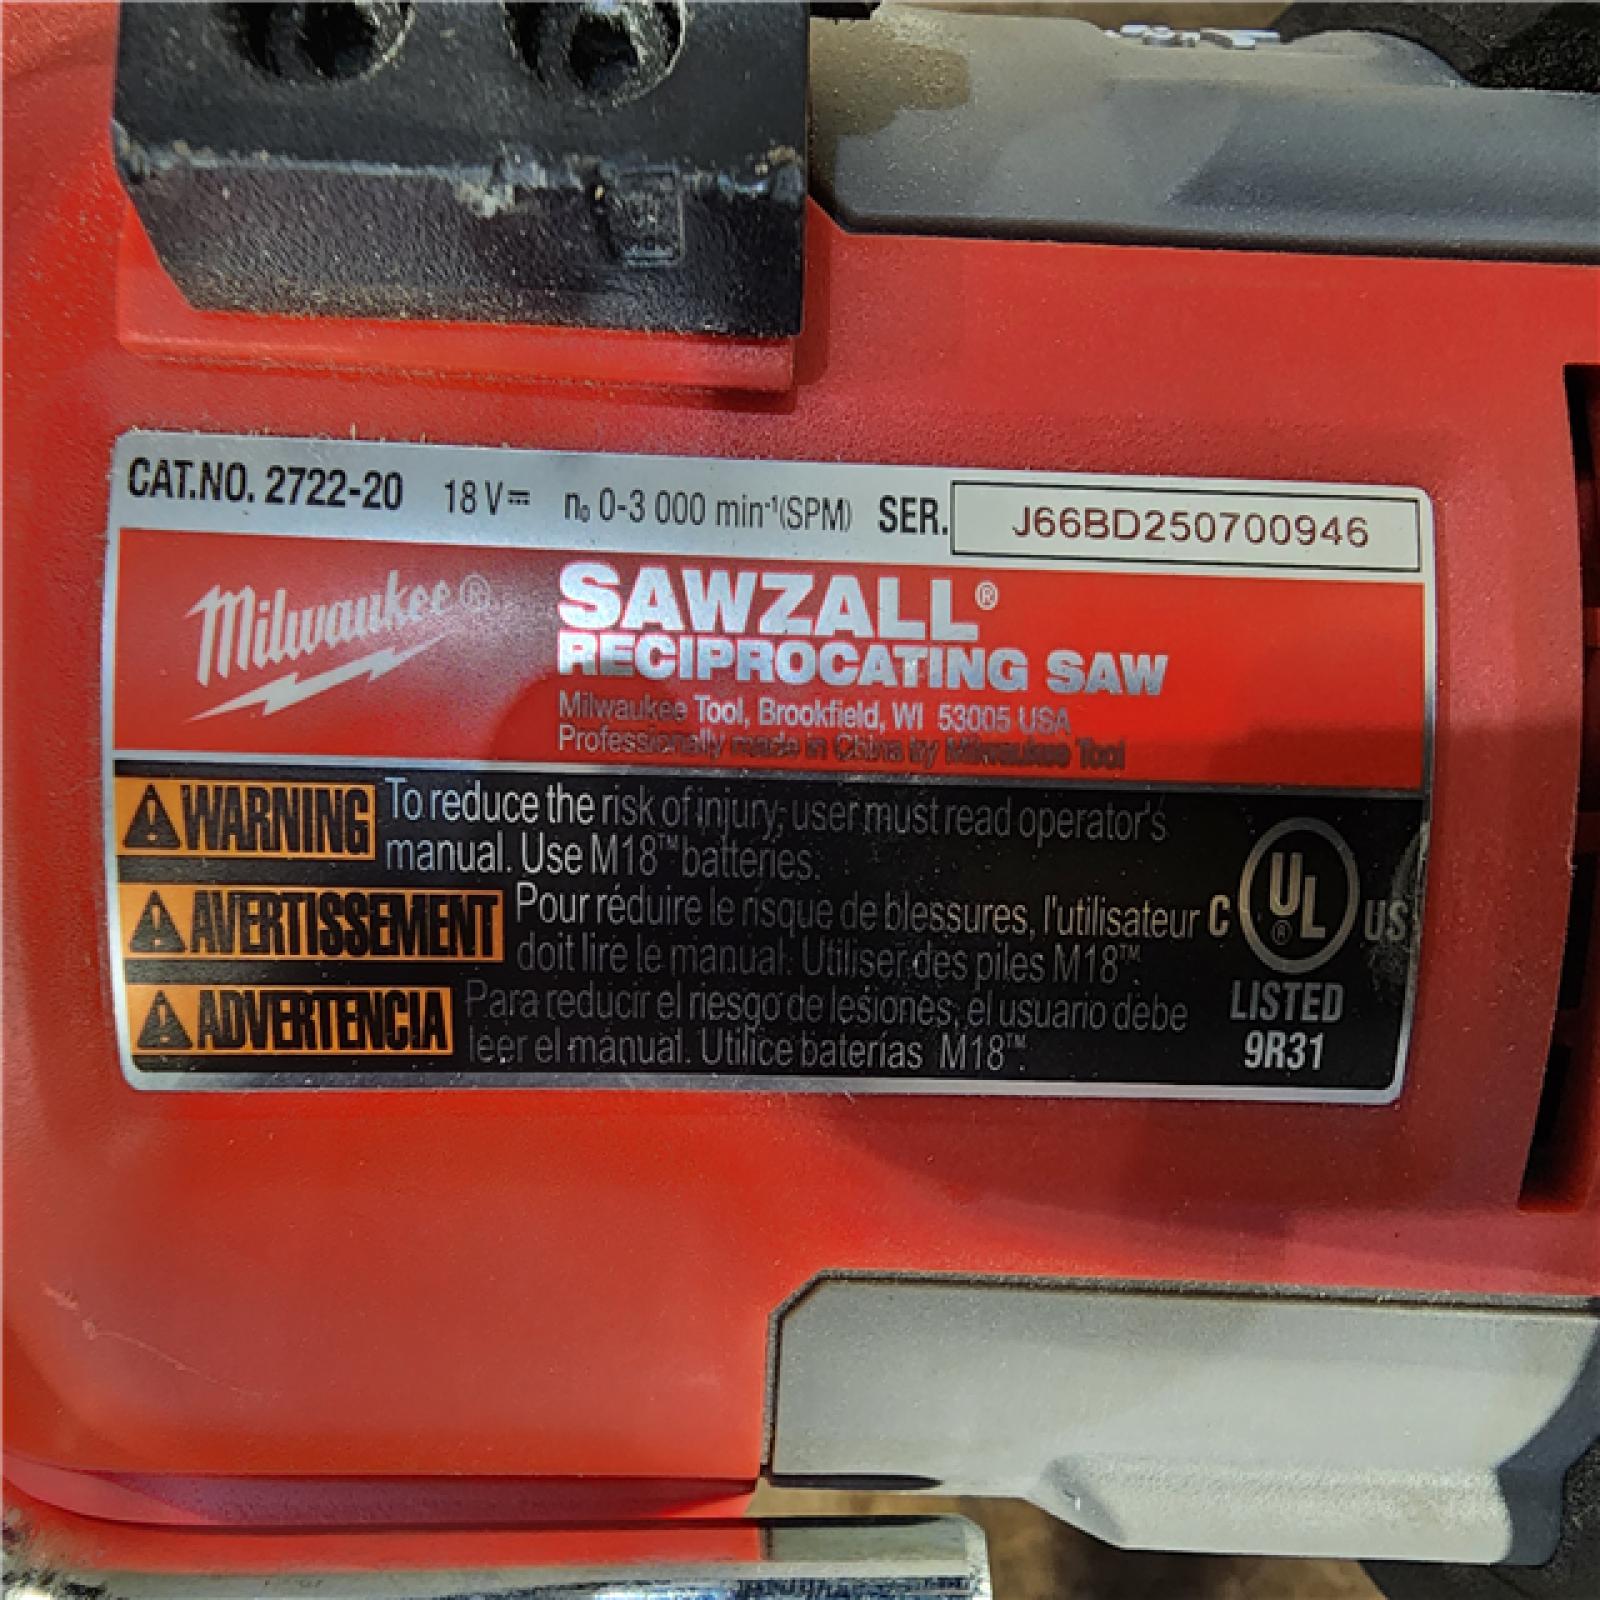 CAT.NO. 2722-20 18 V⎓ n₀ 0-3 000 min⁻¹(SPM) SER. J66BD250700946
Milwaukee®
SAWZALL®
RECIPROCATING SAW
Milwaukee Tool, Brookfield, WI 53005 USA
Professionally made in China by Milwaukee Tool
WARNING To reduce the risk of injury, user must read operator's
manual. Use M18™ batteries.
AVERTISSEMENT Pour réduire le risque de blessures, l'utilisateur
doit lire le manual. Utiliser des piles M18™.
ADVERTENCIA Para reducir el riesgo de lesiones, el usuario debe
leer el manual. Utilice baterías M18™.
C UL® US
LISTED
9R31